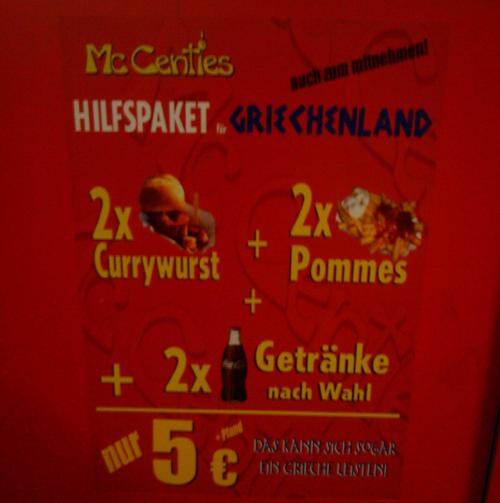 Mc Centies
auch zum mitnehmen!
HILFSPAKET für GRIECHENLAND
2x Currywurst
+
2x Pommes
+
+ 2x Getränke
nach Wahl
nur 5 € + Pfand
DAS KANN SICH SOGAR
EIN GRIECHE LEISTEN!